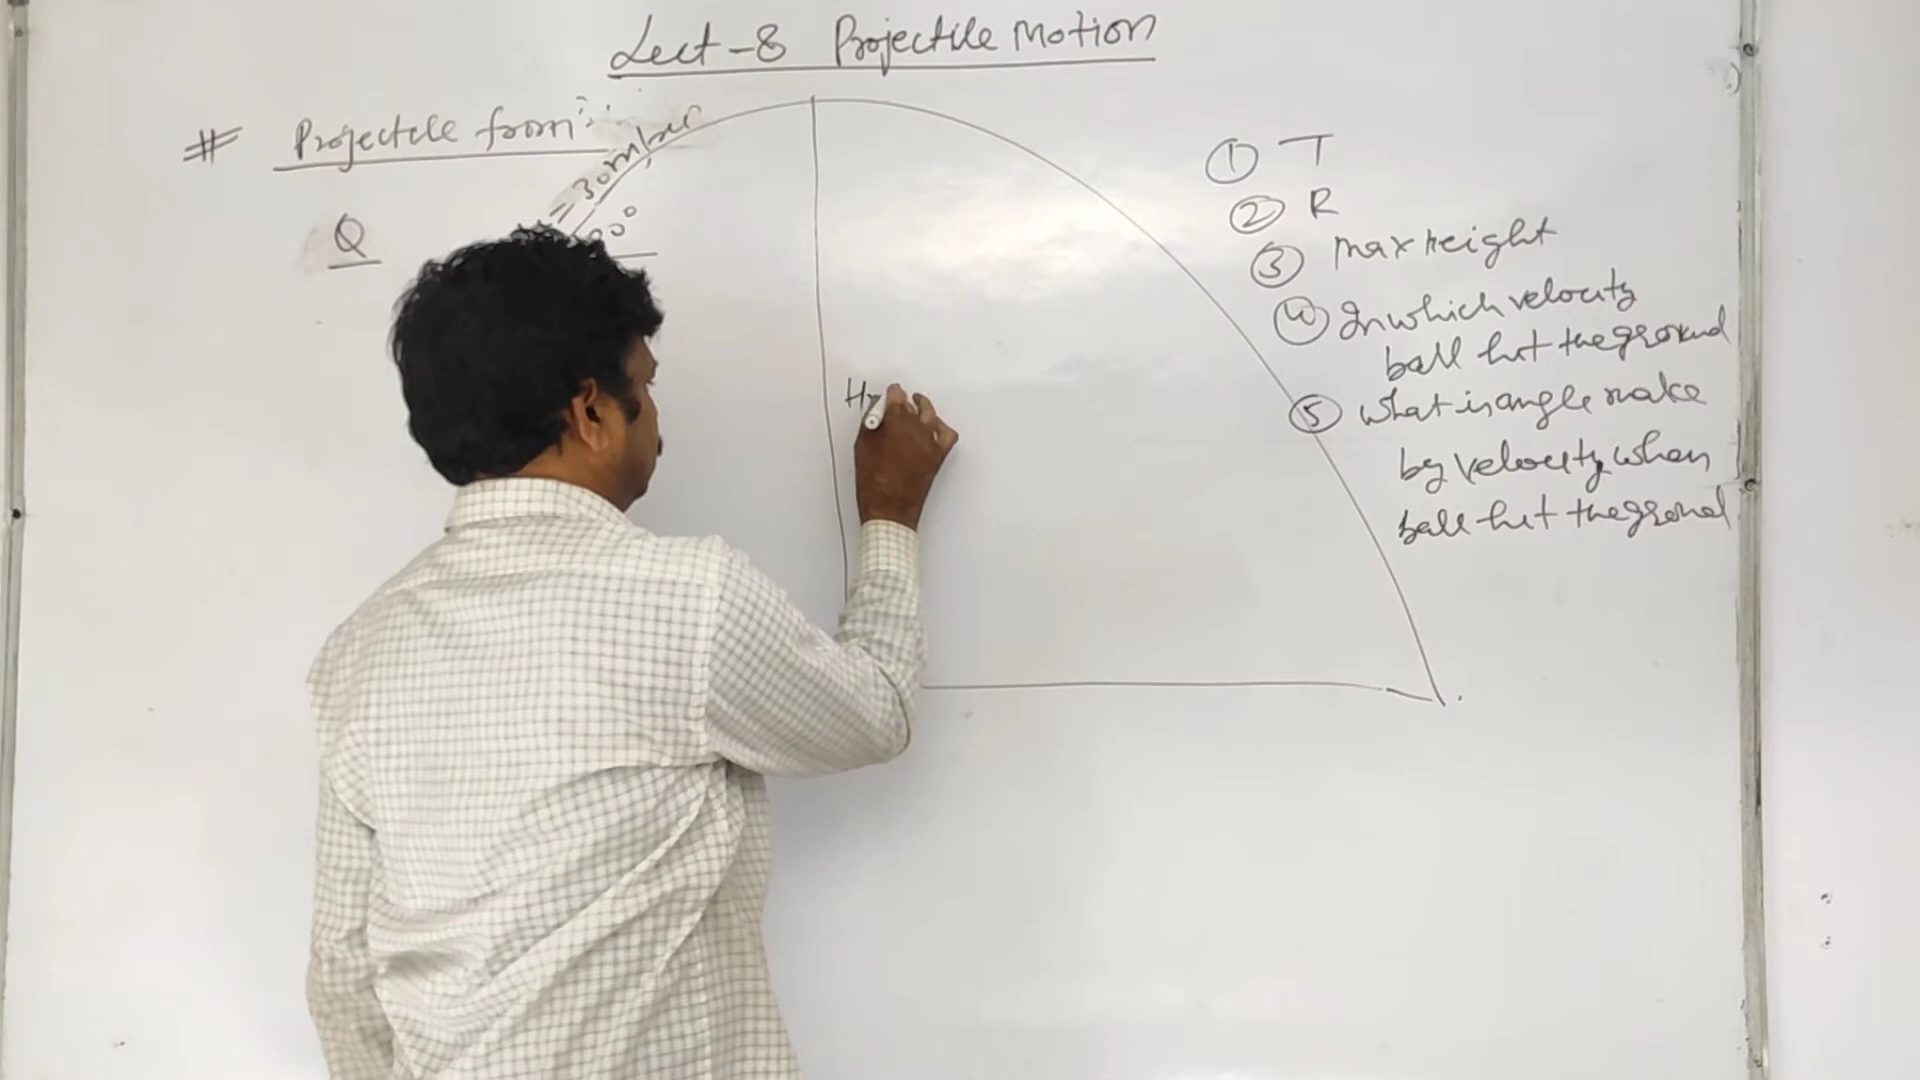 Lect-8 Projectile Motion
# Projectile from:
Q
= 30 m/sec
① T
② R
③ max height
④ In which velocity
ball hit the ground
⑤ what is angle make
by velocity when
ball hit the ground
H